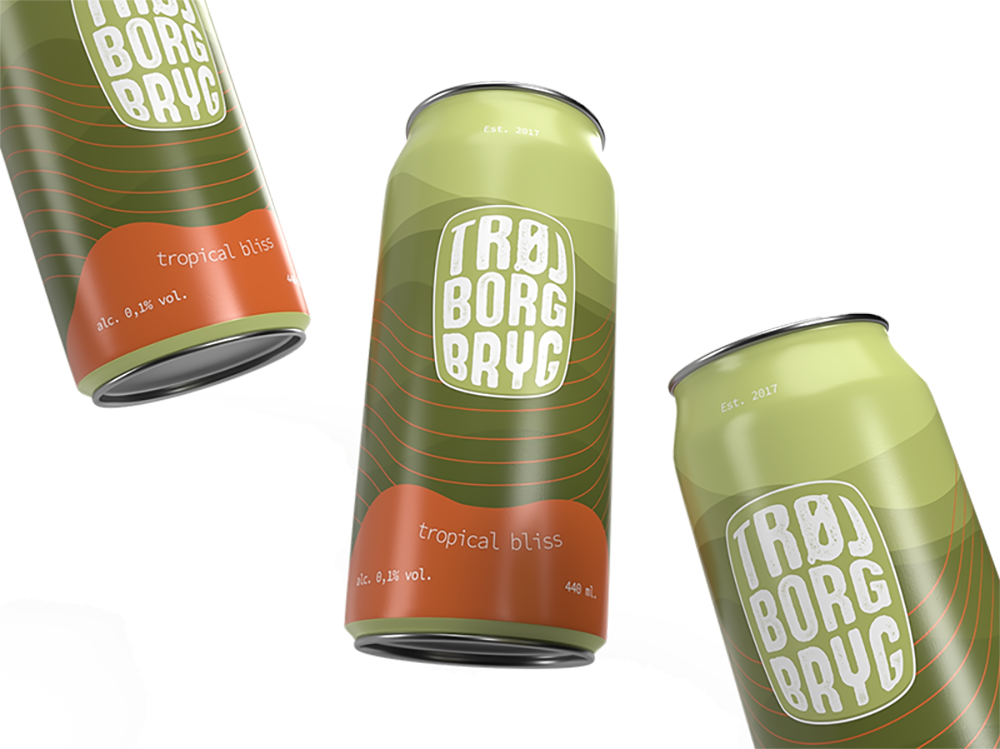 TRØJ
BORG
BRYG
tropical bliss
alc. 0,1% vol.
Est. 2017
TRØJ
BORG
BRYG
tropical bliss
alc. 0,1% vol.
440 ml.
Est. 2017
TRØJ
BORG
BRYG